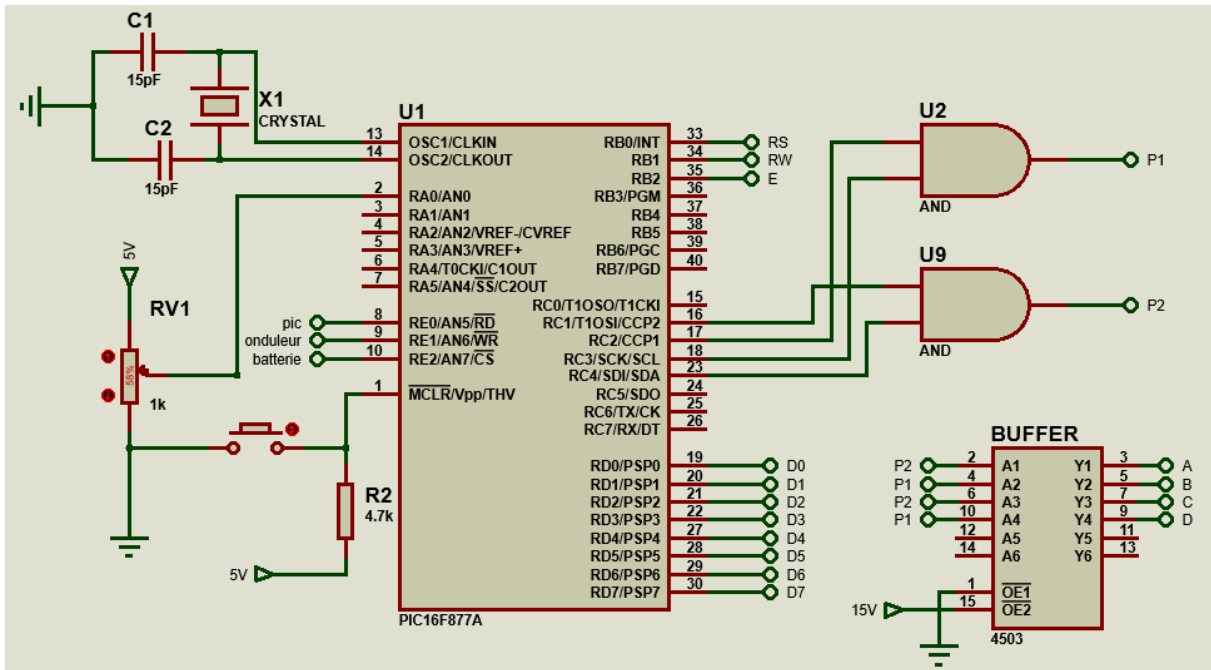 C1
15pF
X1
CRYSTAL
C2
15pF
5V
RV1
58%
1k
R2
4.7k
5V
U1
13 OSC1/CLKIN
14 OSC2/CLKOUT
2 RA0/AN0
3 RA1/AN1
4 RA2/AN2/VREF-/CVREF
5 RA3/AN3/VREF+
6 RA4/T0CKI/C1OUT
7 RA5/AN4/SS/C2OUT
pic 8 RE0/AN5/RD
onduleur 9 RE1/AN6/WR
batterie 10 RE2/AN7/CS
1 MCLR/Vpp/THV
RB0/INT 33 RS
RB1 34 RW
RB2 35 E
RB3/PGM 36
RB4 37
RB5 38
RB6/PGC 39
RB7/PGD 40
RC0/T1OSO/T1CKI 15
RC1/T1OSI/CCP2 16
RC2/CCP1 17
RC3/SCK/SCL 18
RC4/SDI/SDA 23
RC5/SDO 24
RC6/TX/CK 25
RC7/RX/DT 26
RD0/PSP0 19 D0
RD1/PSP1 20 D1
RD2/PSP2 21 D2
RD3/PSP3 22 D3
RD4/PSP4 27 D4
RD5/PSP5 28 D5
RD6/PSP6 29 D6
RD7/PSP7 30 D7
PIC16F877A
U2
P1
AND
U9
P2
AND
BUFFER
P2 2 A1 Y1 3 A
P1 4 A2 Y2 5 B
P2 6 A3 Y3 7 C
P1 10 A4 Y4 9 D
12 A5 Y5 11
14 A6 Y6 13
1 OE1
15V 15 OE2
4503